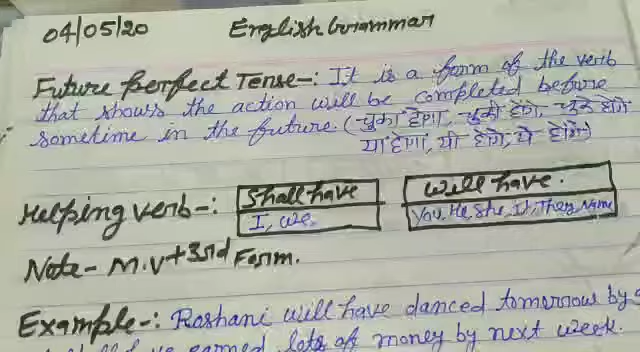 04/05/20 English Grammar
Future perfect Tense-: It is a form of the verb
that shows the action will be completed before
sometime in the future. (चुका होगा, चुकी होगी, चुके होंगे
या होगा, यी होगी, ये होंगे)
Helping verb-: Shall have will have.
I, we. You, He, She, It, They, Name
Note- M.V+3rd Form.
Example-: Roshani will have danced tomorrow by
earned lots of money by next week.